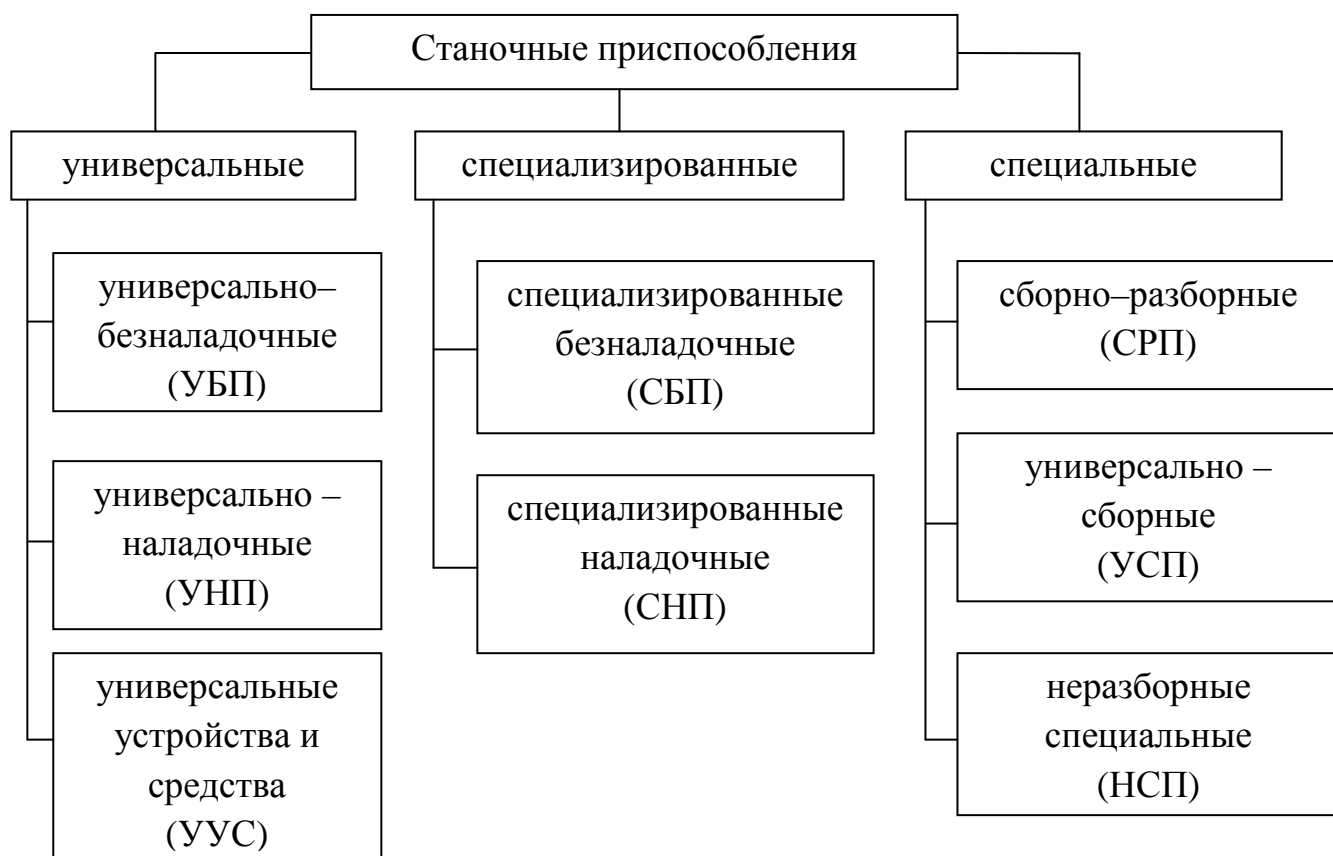 Станочные приспособления
универсальные
специализированные
специальные
универсально–
безналадочные
(УБП)
универсально –
наладочные
(УНП)
универсальные
устройства и
средства
(УУС)
специализированные
безналадочные
(СБП)
специализированные
наладочные
(СНП)
сборно–разборные
(СРП)
универсально –
сборные
(УСП)
неразборные
специальные
(НСП)